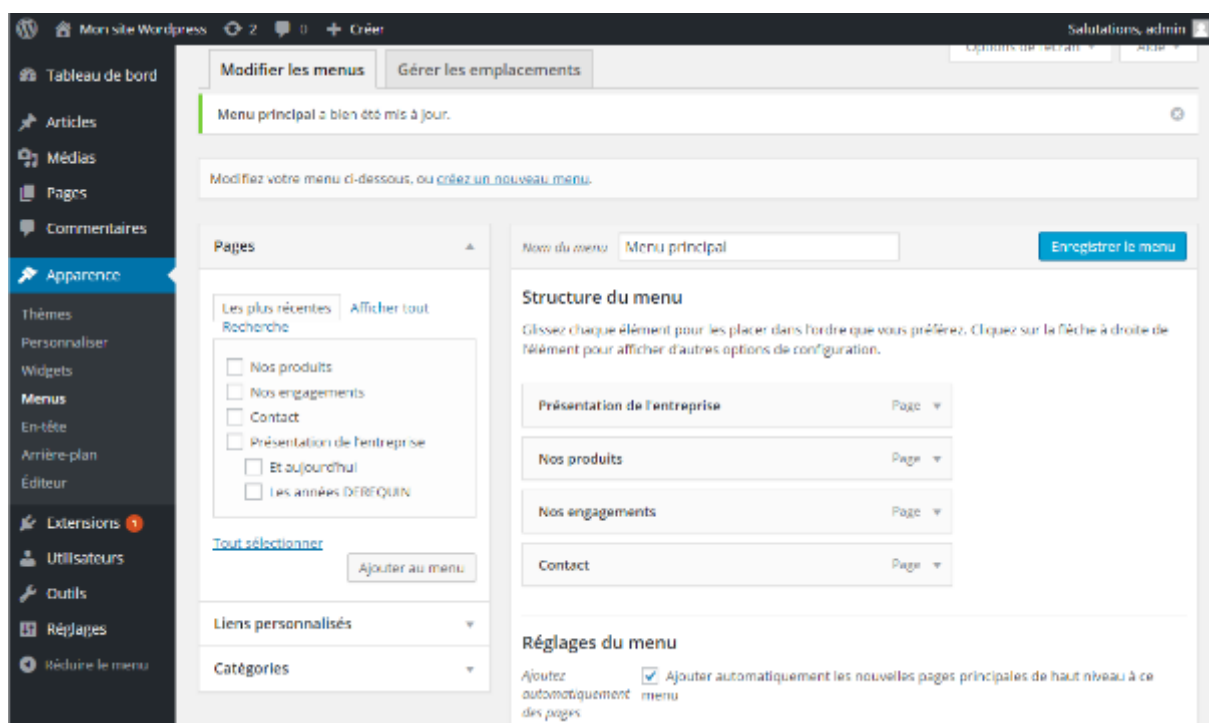 Mon site Wordpress 2 0 + Créer
Salutations, admin
Options de l'écran
Aide
Tableau de bord
Articles
Médias
Pages
Commentaires
Apparence
Thèmes
Personnaliser
Widgets
Menus
En-tête
Arrière-plan
Éditeur
Extensions 1
Utilisateurs
Outils
Réglages
Réduire le menu
Modifier les menus
Gérer les emplacements
Menu principal a bien été mis à jour.
Modifiez votre menu ci-dessous, ou créez un nouveau menu.
Pages
Les plus récentes
Afficher tout
Recherche
Nos produits
Nos engagements
Contact
Présentation de l'entreprise
Et aujourd'hui
Les années DEREQUIN
Tout sélectionner
Ajouter au menu
Liens personnalisés
Catégories
Nom du menu
Menu principal
Enregistrer le menu
Structure du menu
Glissez chaque élément pour les placer dans l'ordre que vous préférez. Cliquez sur la flèche à droite de
l'élément pour afficher d'autres options de configuration.
Présentation de l'entreprise Page
Nos produits Page
Nos engagements Page
Contact Page
Réglages du menu
Ajoutez
automatiquement
des pages
Ajouter automatiquement les nouvelles pages principales de haut niveau à ce
menu